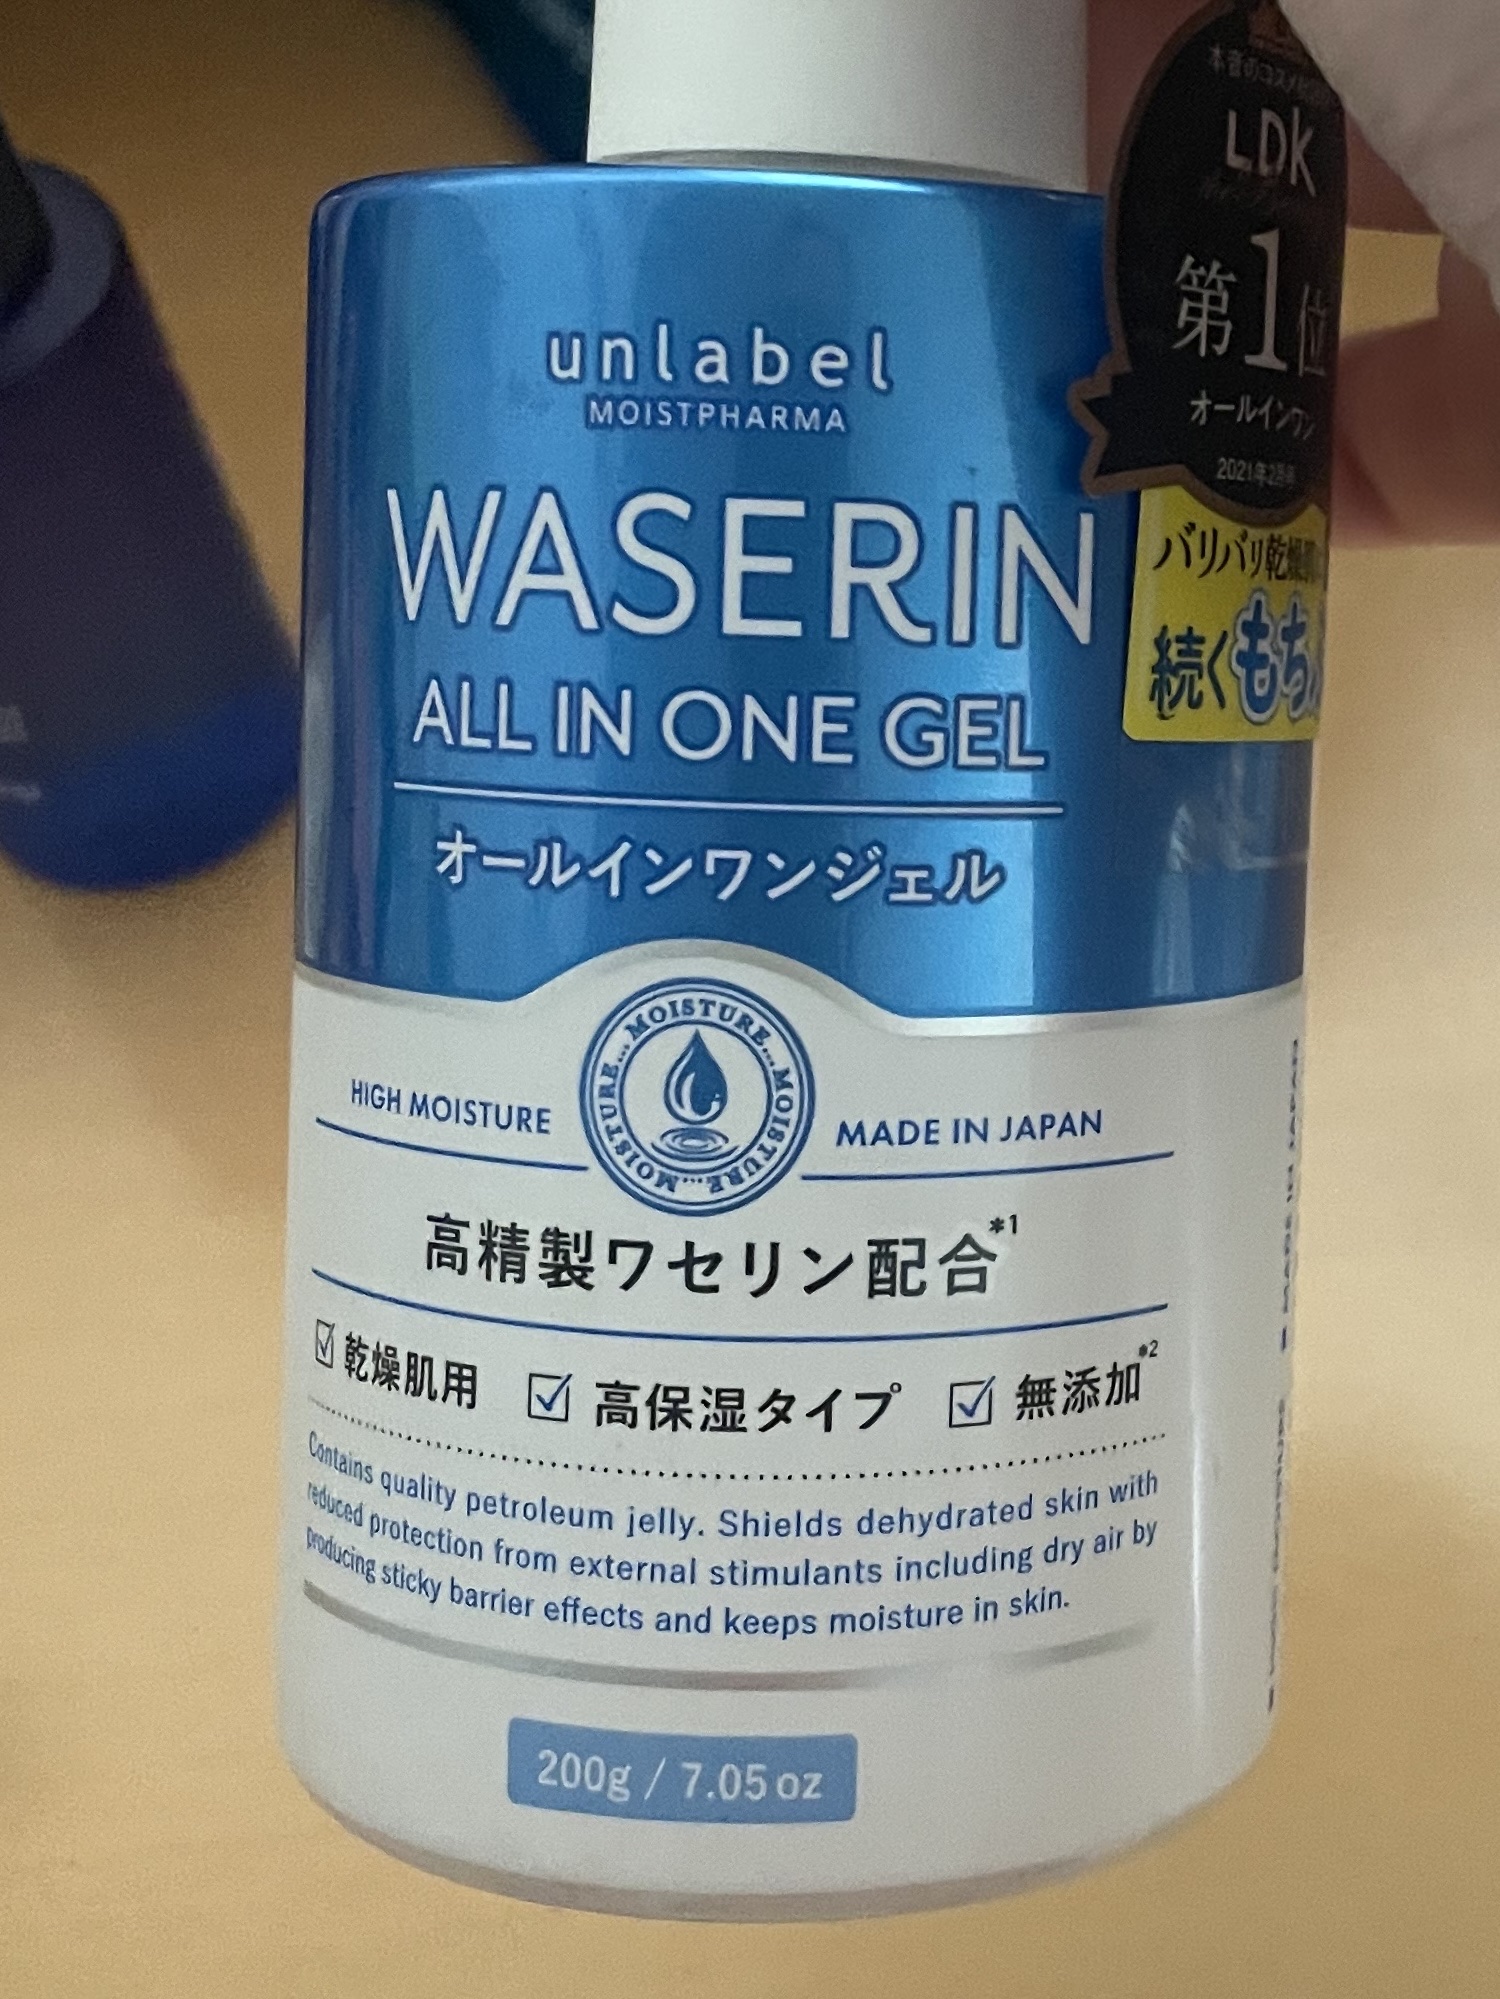 LDK
第1位
オールインワン
バリバリ乾燥肌
続くもち
unlabel
MOISTPHARMA
WASERIN
ALL IN ONE GEL
オールインワンジェル
MOISTURE...MOISTURE...MOISTURE...MOISTURE...
HIGH MOISTURE
MADE IN JAPAN
高精製ワセリン配合*1
乾燥肌用 高保湿タイプ 無添加*2
Contains quality petroleum jelly. Shields dehydrated skin with
reduced protection from external stimulants including dry air by
producing sticky barrier effects and keeps moisture in skin.
200g / 7.05 oz